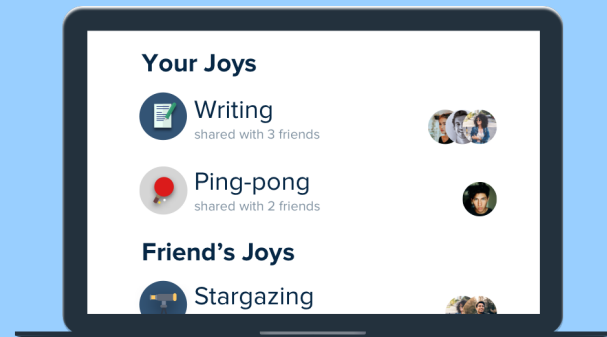 Your Joys
Writing
shared with 3 friends
Ping-pong
shared with 2 friends
Friend's Joys
Stargazing